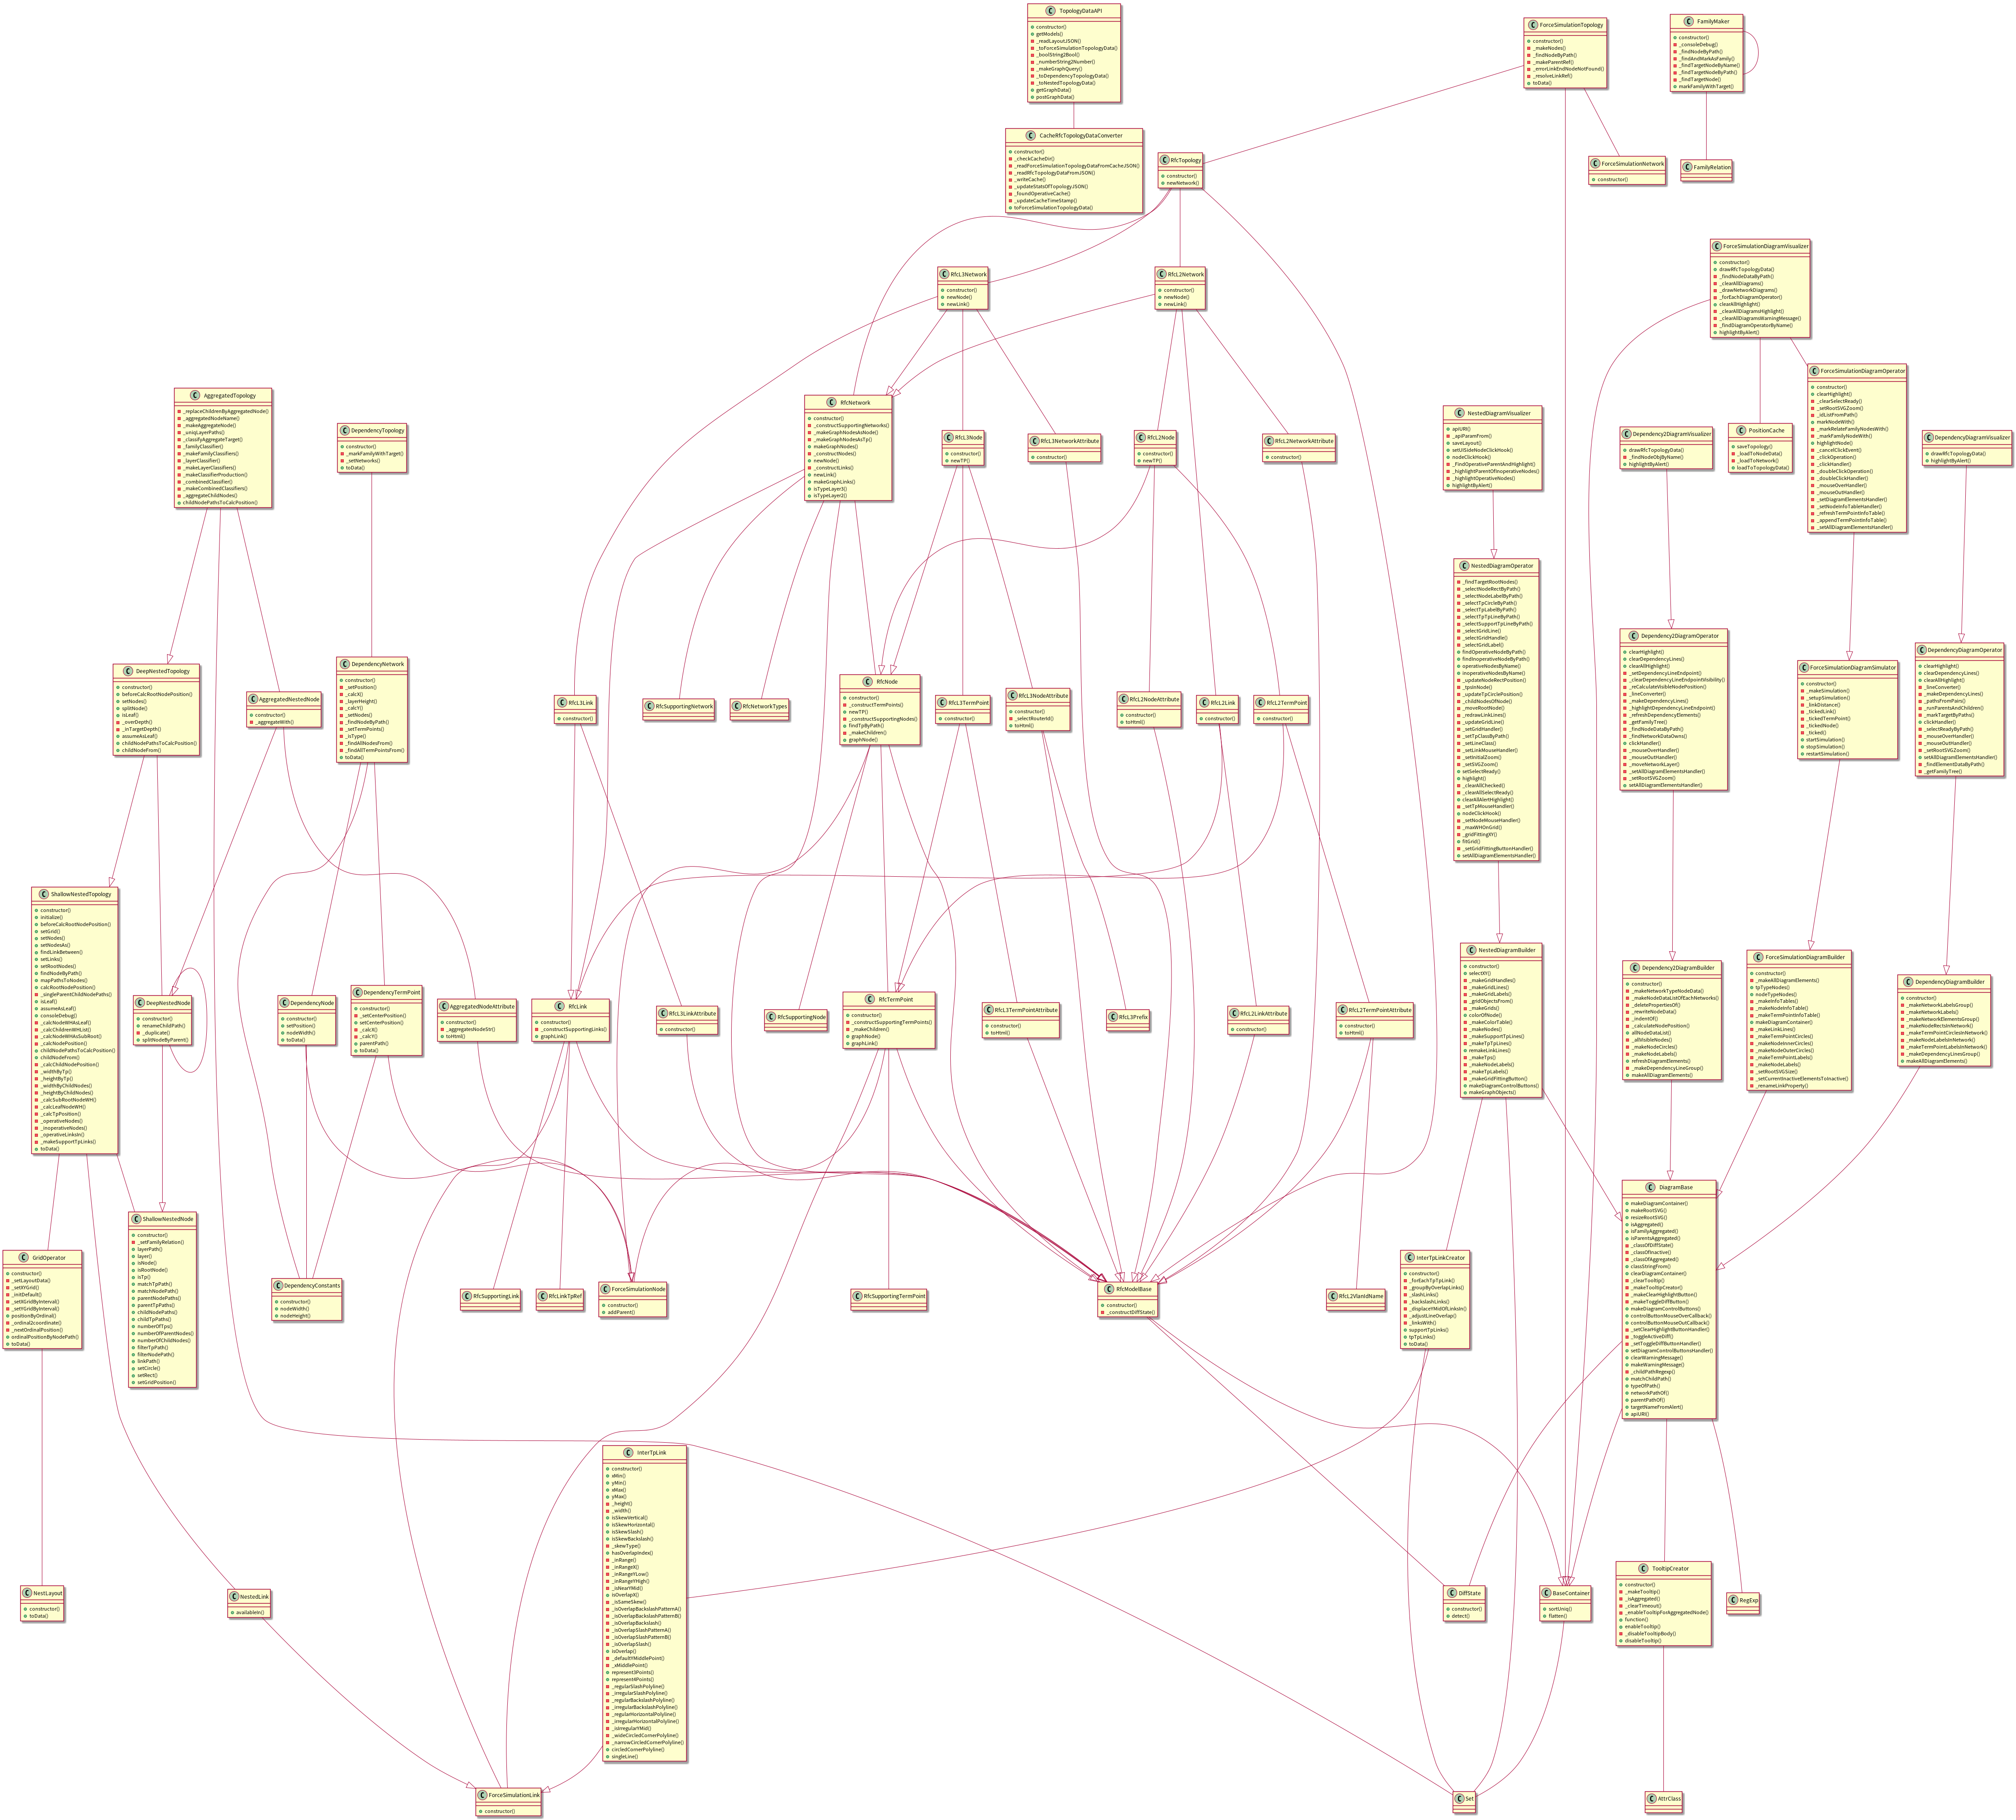 TopologyDataAPI
constructor()
getModels()
_readLayoutJSON()
_toForceSimulationTopologyData()
_boolString2Bool()
_numberString2Number()
_makeGraphQuery()
_toDependencyTopologyData()
_toNestedTopologyData()
getGraphData()
postGraphData()
ForceSimulationTopology
constructor()
_makeNodes()
_findNodeByPath()
_makeParentRef()
_errorLinkEndNodeNotFound()
_resolveLinkRef()
toData()
FamilyMaker
constructor()
_consoleDebug()
_findNodeByPath()
_findAndMarkAsFamily()
_findTargetNodeByName()
_findTargetNodeByPath()
_findTargetNode()
markFamilyWithTarget()
CacheRfcTopologyDataConverter
constructor()
_checkCacheDir()
_readForceSimulationTopologyDataFromCacheJSON()
_readRfcTopologyDataFromJSON()
_writeCache()
_updateStatsOfTopologyJSON()
_foundOperativeCache()
_updateCacheTimeStamp()
toForceSimulationTopologyData()
RfcTopology
constructor()
newNetwork()
ForceSimulationNetwork
constructor()
FamilyRelation
RfcL3Network
constructor()
newNode()
newLink()
RfcL2Network
constructor()
newNode()
newLink()
ForceSimulationDiagramVisualizer
constructor()
drawRfcTopologyData()
_findNodeDataByPath()
_clearAllDiagrams()
_drawNetworkDiagrams()
_forEachDiagramOperator()
clearAllHighlight()
_clearAllDiagramsHighlight()
_clearAllDiagramsWarningMessage()
_findDiagramOperatorByName()
highlightByAlert()
AggregatedTopology
_replaceChildrenByAggregatedNode()
_aggregatedNodeName()
_makeAggregateNode()
_uniqLayerPaths()
_classifyAggregateTarget()
_familyClassifier()
_makeFamilyClassifiers()
_layerClassifier()
_makeLayerClassifiers()
_makeClassifierProduction()
_combinedClassifier()
_makeCombinedClassifiers()
_aggregateChildNodes()
childNodePathsToCalcPosition()
DependencyTopology
constructor()
_markFamilyWithTarget()
_setNetworks()
toData()
RfcNetwork
constructor()
_constructSupportingNetworks()
_makeGraphNodesAsNode()
_makeGraphNodesAsTp()
makeGraphNodes()
_constructNodes()
newNode()
_constructLinks()
newLink()
makeGraphLinks()
isTypeLayer3()
isTypeLayer2()
RfcL3Node
constructor()
newTP()
RfcL3NetworkAttribute
constructor()
RfcL2Node
constructor()
newTP()
RfcL2NetworkAttribute
constructor()
NestedDiagramVisualizer
apiURI()
_apiParamFrom()
saveLayout()
setUISideNodeClickHook()
nodeClickHook()
_findOperativeParentAndHighlight()
_highlightParentOfInoperativeNodes()
_highlightOperativeNodes()
highlightByAlert()
Dependency2DiagramVisualizer
drawRfcTopologyData()
_findNodeObjByName()
highlightByAlert()
PositionCache
saveTopology()
_loadToNodeData()
_loadToNetwork()
loadToTopologyData()
ForceSimulationDiagramOperator
constructor()
clearHighlight()
_clearSelectReady()
_setRootSVGZoom()
_idListFromPath()
markNodeWith()
_markRelateFamilyNodesWith()
_markFamilyNodeWith()
highlightNode()
_cancelClickEvent()
_clickOperation()
_clickHandler()
_doubleClickOperation()
_doubleClickHandler()
_mouseOverHandler()
_mouseOutHandler()
_setDiagramElementsHandler()
_setNodeInfoTableHandler()
_refreshTermPointInfoTable()
_appendTermPointInfoTable()
_setAllDiagramElementsHandler()
DependencyDiagramVisualizer
drawRfcTopologyData()
highlightByAlert()
NestedDiagramOperator
_findTargetRootNodes()
_selectNodeRectByPath()
_selectNodeLabelByPath()
_selectTpCircleByPath()
_selectTpLabelByPath()
_selectTpTpLineByPath()
_selectSupportTpLineByPath()
_selectGridLine()
_selectGridHandle()
_selectGridLabel()
findOperativeNodeByPath()
findInoperativeNodeByPath()
operativeNodesByName()
inoperativeNodesByName()
_updateNodeRectPosition()
_tpsInNode()
_updateTpCirclePosition()
_childNodesOfNode()
_moveRootNode()
_redrawLinkLines()
_updateGridLine()
_setGridHandler()
_setTpClassByPath()
_setLineClass()
_setLinkMouseHandler()
_setInitialZoom()
_setSVGZoom()
setSelectReady()
highlight()
_clearAllChecked()
_clearAllSelectReady()
clearAllAlertHighlight()
_setTpMouseHandler()
nodeClickHook()
_setNodeMouseHandler()
_maxWHOnGrid()
_gridFittingXY()
fitGrid()
_setGridFittingButtonHandler()
setAllDiagramElementsHandler()
DeepNestedTopology
constructor()
beforeCalcRootNodePosition()
setNodes()
splitNode()
isLeaf()
_overDepth()
_inTargetDepth()
assumeAsLeaf()
childNodePathsToCalcPosition()
childNodeFrom()
AggregatedNestedNode
constructor()
_aggregateWith()
DependencyNetwork
constructor()
_setPosition()
_calcX()
_layerHeight()
_calcY()
_setNodes()
_findNodeByPath()
_setTermPoints()
_isType()
_findAllNodesFrom()
_findAllTermPointsFrom()
toData()
RfcL3Link
constructor()
RfcSupportingNetwork
RfcNetworkTypes
RfcNode
constructor()
_constructTermPoints()
newTP()
_constructSupportingNodes()
findTpByPath()
_makeChildren()
graphNode()
RfcL3TermPoint
constructor()
RfcL3NodeAttribute
constructor()
_selectRouterId()
toHtml()
RfcL2NodeAttribute
constructor()
toHtml()
RfcL2Link
constructor()
RfcL2TermPoint
constructor()
Dependency2DiagramOperator
clearHighlight()
clearDependencyLines()
clearAllHighlight()
_setDependencyLineEndpoint()
_clearDependencyLineEndpointVisibility()
_reCalculateVisibleNodePosition()
_lineConverter()
_makeDependencyLines()
_highlightDependencyLineEndpoint()
_refreshDependencyElements()
_getFamilyTree()
_findNodeDataByPath()
_findNetworkDataOwns()
clickHandler()
_mouseOverHandler()
_mouseOutHandler()
_moveNetworkLayer()
_setAllDiagramElementsHandler()
_setRootSVGZoom()
setAllDiagramElementsHandler()
ForceSimulationDiagramSimulator
constructor()
_makeSimulation()
_setupSimulation()
_linkDistance()
_tickedLink()
_tickedTermPoint()
_tickedNode()
_ticked()
startSimulation()
stopSimulation()
restartSimulation()
DependencyDiagramOperator
clearHighlight()
clearDependencyLines()
clearAllHighlight()
_lineConverter()
_makeDependencyLines()
_pathsFromPairs()
_runParentsAndChildren()
_markTargetByPaths()
clickHandler()
_selectReadyByPath()
_mouseOverHandler()
_mouseOutHandler()
_setRootSVGZoom()
setAllDiagramElementsHandler()
_findElementDataByPath()
_getFamilyTree()
ShallowNestedTopology
constructor()
initialize()
beforeCalcRootNodePosition()
setGrid()
setNodes()
setNodesAs()
findLinkBetween()
setLinks()
setRootNodes()
findNodeByPath()
mapPathsToNodes()
calcRootNodePosition()
_singleParentChildNodePaths()
isLeaf()
assumeAsLeaf()
consoleDebug()
_calcNodeWHAsLeaf()
_calcChildrenWHList()
_calcNodeWHAsSubRoot()
_calcNodePosition()
childNodePathsToCalcPosition()
childNodeFrom()
_calcChildNodePosition()
_widthByTp()
_heightByTp()
_widthByChildNodes()
_heightByChildNodes()
_calcSubRootNodeWH()
_calcLeafNodeWH()
_calcTpPosition()
_operativeNodes()
_inoperativeNodes()
_operativeLinksIn()
_makeSupportTpLinks()
toData()
DeepNestedNode
constructor()
renameChildPath()
_duplicate()
splitNodeByParent()
DependencyNode
constructor()
setPosition()
nodeWidth()
toData()
DependencyTermPoint
constructor()
_setCenterPosition()
setCenterPosition()
_calcX()
_calcY()
parentPath()
toData()
AggregatedNodeAttribute
constructor()
_aggregatesNodeStr()
toHtml()
RfcLink
constructor()
_constructSupportingLinks()
graphLink()
RfcL3LinkAttribute
constructor()
RfcSupportingNode
RfcTermPoint
constructor()
_constructSupportingTermPoints()
_makeChildren()
graphNode()
graphLink()
RfcL3TermPointAttribute
constructor()
toHtml()
RfcL3Prefix
RfcL2LinkAttribute
constructor()
RfcL2TermPointAttribute
constructor()
toHtml()
NestedDiagramBuilder
constructor()
selectXY()
_makeGridHandles()
_makeGridLines()
_makeGridLabels()
_gridObjectsFrom()
_makeGrids()
colorOfNode()
_makeColorTable()
_makeNodes()
_makeSupportTpLines()
_makeTpTpLines()
remakeLinkLines()
_makeTps()
_makeNodeLabels()
_makeTpLabels()
_makeGridFittingButton()
makeDiagramControlButtons()
makeGraphObjects()
Dependency2DiagramBuilder
constructor()
_makeNetworkTypeNodeData()
_makeNodeDataListOfEachNetworks()
_deletePropertiesOf()
_rewriteNodeData()
_indentOf()
_calculateNodePosition()
allNodeDataList()
_allVisibleNodes()
_makeNodeCircles()
_makeNodeLabels()
refreshDiagramElements()
_makeDependencyLineGroup()
makeAllDiagramElements()
ForceSimulationDiagramBuilder
constructor()
_makeAllDiagramElements()
tpTypeNodes()
nodeTypeNodes()
_makeInfoTables()
_makeNodeInfoTable()
_makeTermPointInfoTable()
makeDiagramContainer()
_makeLinkLines()
_makeTermPointCircles()
_makeNodeInnerCircles()
_makeNodeOuterCircles()
_makeTermPointLabels()
_makeNodeLabels()
_setRootSVGSize()
_setCurrentInactiveElementsToInactive()
_renameLinkProperty()
DependencyDiagramBuilder
constructor()
_makeNetworkLabelsGroup()
_makeNetworkLabels()
_makeNetworkElementsGroup()
_makeNodeRectsInNetwork()
_makeTermPointCirclesInNetwork()
_makeNodeLabelsInNetwork()
_makeTermPointLabelsInNetwork()
_makeDependencyLinesGroup()
makeAllDiagramElements()
GridOperator
constructor()
_setLayoutData()
_setXYGrid()
_initDefault()
_setXGridByInterval()
_setYGridByInterval()
positionByOrdinal()
_ordinal2coordinate()
_nextOrdinalPosition()
ordinalPositionByNodePath()
toData()
ShallowNestedNode
constructor()
_setFamilyRelation()
layerPath()
layer()
isNode()
isRootNode()
isTp()
matchTpPath()
matchNodePath()
parentNodePaths()
parentTpPaths()
childNodePaths()
childTpPaths()
numberOfTps()
numberOfParentNodes()
numberOfChildNodes()
filterTpPath()
filterNodePath()
linkPath()
setCircle()
setRect()
setGridPosition()
DependencyConstants
constructor()
nodeWidth()
nodeHeight()
RfcSupportingLink
RfcLinkTpRef
ForceSimulationNode
constructor()
addParent()
RfcSupportingTermPoint
RfcModelBase
constructor()
_constructDiffState()
RfcL2VlanIdName
InterTpLinkCreator
constructor()
_forEachTpTpLink()
_groupByOverlapLinks()
_slashLinks()
_backslashLinks()
_displaceYMidOfLinksIn()
_adjustLineOverlap()
_linksWith()
supportTpLinks()
tpTpLinks()
toData()
DiagramBase
makeDiagramContainer()
makeRootSVG()
resizeRootSVG()
isAggregated()
isFamilyAggregated()
isParentsAggregated()
_classOfDiffState()
_classOfInactive()
_classOfAggregated()
classStringFrom()
clearDiagramContainer()
_clearTooltip()
_makeTooltipCreator()
_makeClearHighlightButton()
_makeToggleDiffButton()
makeDiagramControlButtons()
controlButtonMouseOverCallback()
controlButtonMouseOutCallback()
_setClearHighlightButtonHandler()
_toggleActiveDiff()
_setToggleDiffButtonHandler()
setDiagramControlButtonsHandler()
clearWarningMessage()
makeWarningMessage()
_childPathRegexp()
matchChildPath()
typeOfPath()
networkPathOf()
parentPathOf()
targetNameFromAlert()
apiURI()
InterTpLink
constructor()
xMin()
yMin()
xMax()
yMax()
_height()
_width()
isSkewVertical()
isSkewHorizontal()
isSkewSlash()
isSkewBackslash()
_skewType()
hasOverlapIndex()
_inRange()
_inRangeX()
_inRangeYLow()
_inRangeYHigh()
_isNearYMid()
isOverlapX()
_isSameSkew()
_isOverlapBackslashPatternA()
_isOverlapBackslashPatternB()
_isOverlapBackslash()
_isOverlapSlashPatternA()
_isOverlapSlashPatternB()
_isOverlapSlash()
isOverlap()
_defaultYMiddlePoint()
_xMiddlePoint()
represent3Points()
represent4Points()
_regularSlashPolyline()
_irregularSlashPolyline()
_regularBackslashPolyline()
_irregularBackslashPolyline()
_regularHorizontalPolyline()
_irregularHorizontalPolyline()
_isIrregularYMid()
_wideCircledCornerPolyline()
_narrowCircledCornerPolyline()
circledCornerPolyline()
singleLine()
NestLayout
constructor()
toData()
NestedLink
availableIn()
DiffState
constructor()
detect()
BaseContainer
sortUniq()
flatten()
TooltipCreator
constructor()
_makeTooltip()
_isAggregated()
_clearTimeout()
_enableTooltipForAggregatedNode()
function()
enableTooltip()
_disableTooltipBody()
disableTooltip()
RegExp
ForceSimulationLink
constructor()
Set
AttrClass